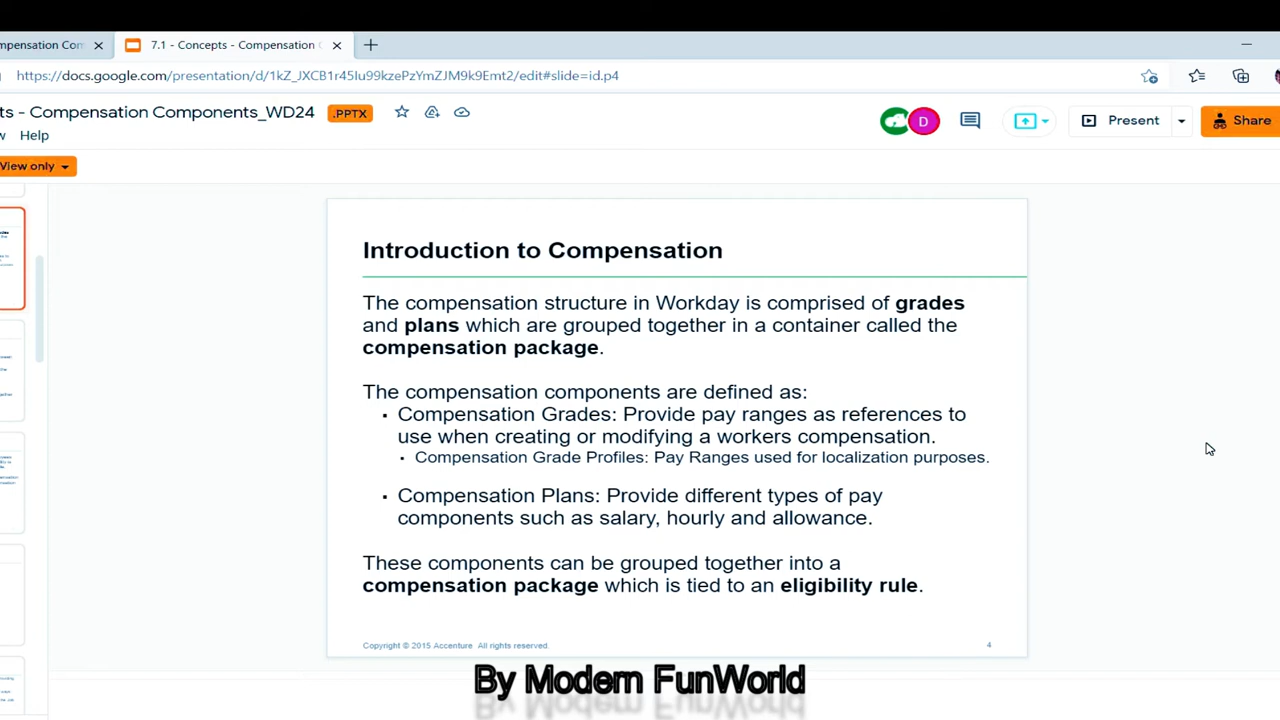 mpensation Com
7.1 - Concepts - Compensation
https://docs.google.com/presentation/d/1kZ_JXCB1r45lu99kzePzYmZJM9k9Emt2/edit#slide=id.p4
ts - Compensation Components_WD24 .PPTX
D
Present
Share
w Help
View only
Introduction to Compensation
The compensation structure in Workday is comprised of grades
and plans which are grouped together in a container called the
compensation package.
The compensation components are defined as:
▪ Compensation Grades: Provide pay ranges as references to
use when creating or modifying a workers compensation.
▪ Compensation Grade Profiles: Pay Ranges used for localization purposes.
▪ Compensation Plans: Provide different types of pay
components such as salary, hourly and allowance.
These components can be grouped together into a
compensation package which is tied to an eligibility rule.
Copyright © 2015 Accenture All rights reserved.
4
By Modern FunWorld